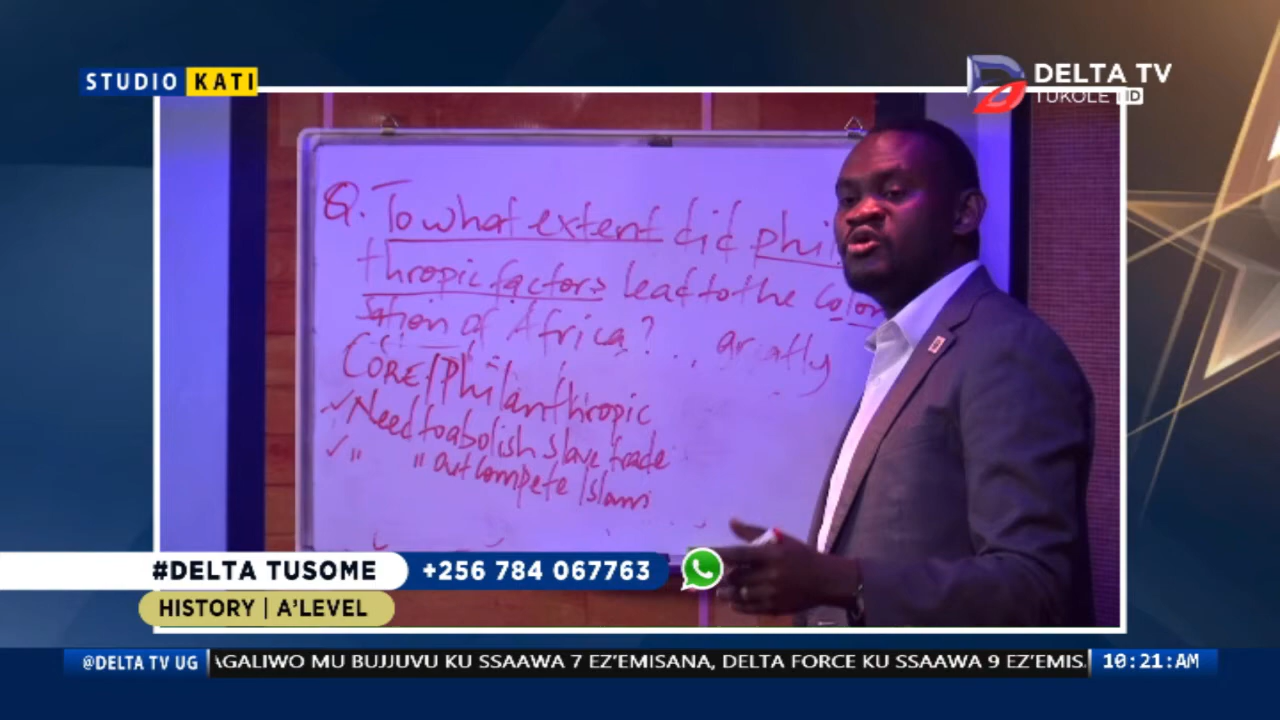 STUDIO KATI
DELTA TV
TUKOLE HD
Q. To what extent did phi
thropic factors lead to the Colon
sation of Africa? .. greatly
CORE/Philanthropic
✓ Need to abolish slave trade
✓ " " out compete Islam
#DELTA TUSOME
+256 784 067763
HISTORY | A'LEVEL
@DELTA TV UG
AGALIWO MU BUJJUVU KU SSAAWA 7 EZ'EMISANA, DELTA FORCE KU SSAAWA 9 EZ'EMIS
10:21:AM